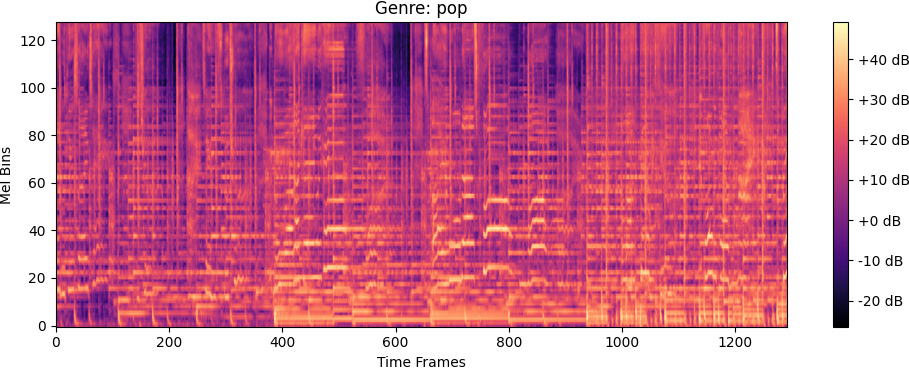 Genre: pop
Mel Bins
120
100
80
60
40
20
0
0 200 400 600 800 1000 1200
Time Frames
+40 dB
+30 dB
+20 dB
+10 dB
+0 dB
-10 dB
-20 dB